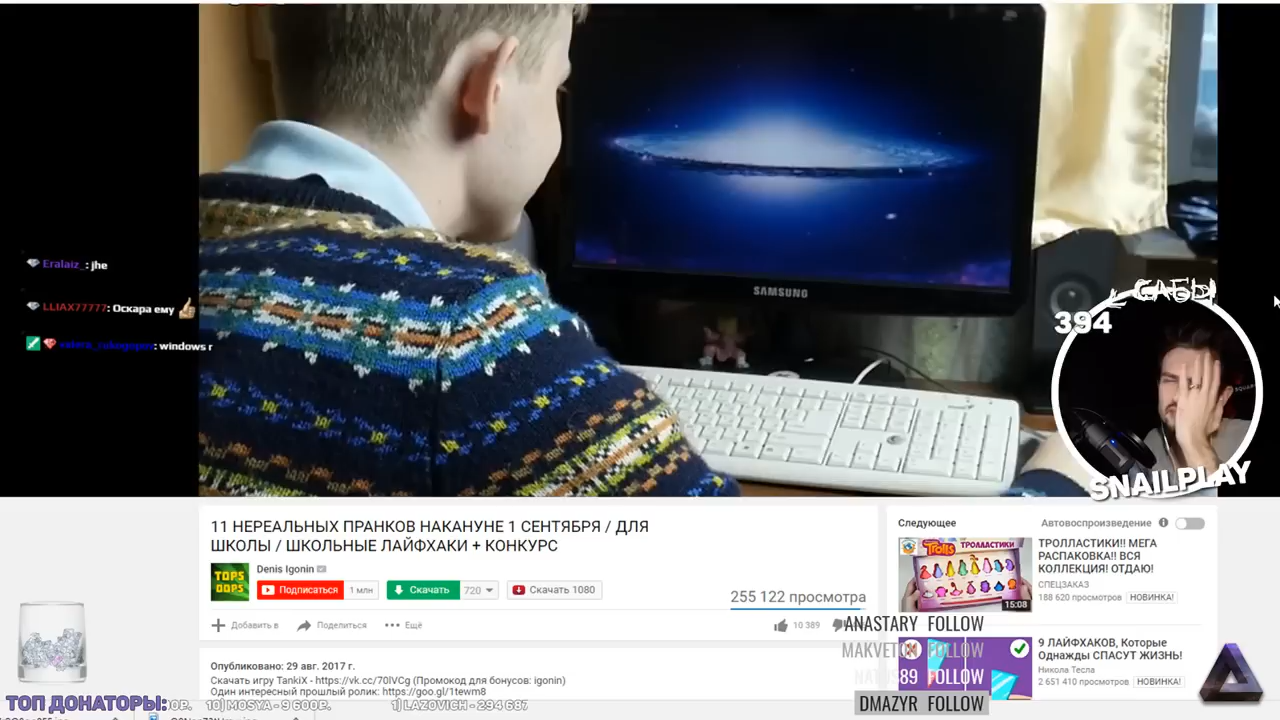 SAMSUNG
Eralaiz_: jhe
LLIAX77777: Оскара ему
: windows r
САБЫ
394
SNAILPLAY
11 НЕРЕАЛЬНЫХ ПРАНКОВ НАКАНУНЕ 1 СЕНТЯБРЯ / ДЛЯ
ШКОЛЫ / ШКОЛЬНЫЕ ЛАЙФХАКИ + КОНКУРС
TOPS
OOPS
Denis Igonin
Подписаться
1 млн
Скачать
720
Скачать 1080
255 122 просмотра
Добавить в
Поделиться
Ещё
10 389
Опубликовано: 29 авг. 2017 г.
Скачать игру TankiX - https://vk.cc/70lVCg (Промокод для бонусов: igonin)
Один интересный прошлый ролик: https://goo.gl/1tewm8
Следующее
Автовоспроизведение
Trolls ТРОЛЛАСТИКИ
15:08
ТРОЛЛАСТИКИ!! МЕГА
РАСПАКОВКА!! ВСЯ
КОЛЛЕКЦИЯ! ОТДАЮ!
СПЕЦЗАКАЗ
188 620 просмотров
НОВИНКА!
9 ЛАЙФХАКОВ, Которые
Однажды СПАСУТ ЖИЗНЬ!
Никола Тесла
2 651 410 просмотров
НОВИНКА!
ANASTARY FOLLOW
MAKVETON FOLLOW
89 FOLLOW
DMAZYR FOLLOW
ТОП ДОНАТОРЫ:
1) LAZOVICH - 294 687